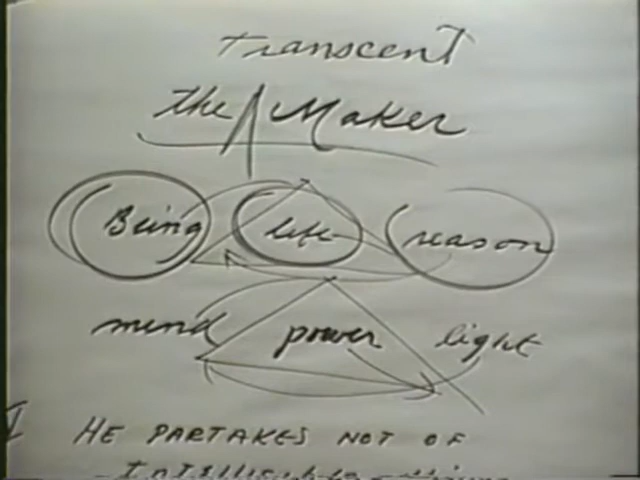 transcent
the Maker
Being life reason
mind power light
I HE PARTAKES NOT OF